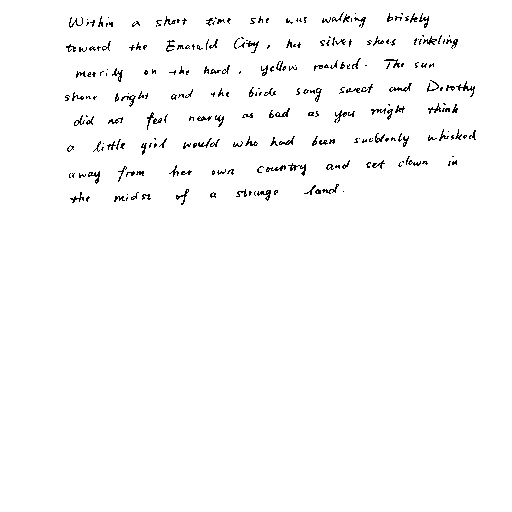 Within a short time she was walking briskly
toward the Emerald City, her silver shoes tinkling
merrily on the hard, yellow roadbed. The sun
shone bright and the birds sang sweet and Dorothy
did not feel nearly as bad as you might think
a little girl would who had been suddenly whisked
away from her own country and set down in
the midst of a strange land.